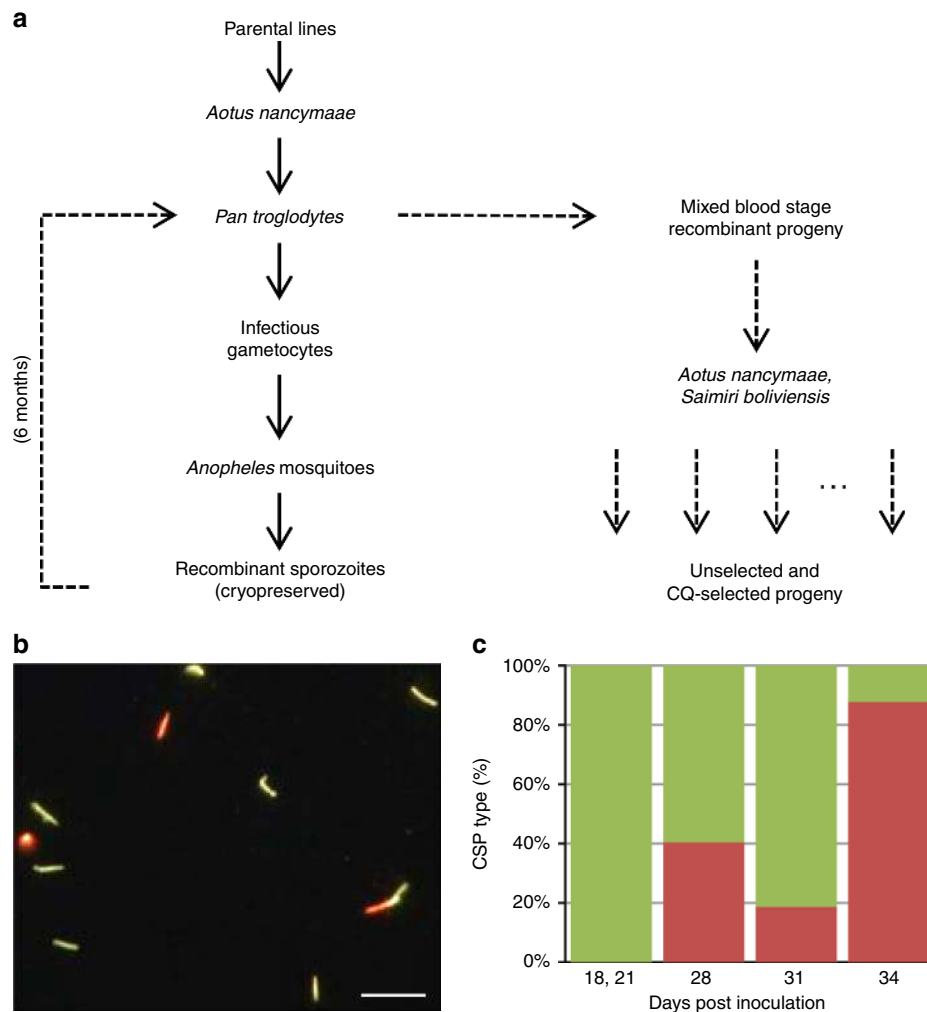 a
Parental lines
Aotus nancymaae
Pan troglodytes
Infectious
gametocytes
Anopheles mosquitoes
Recombinant sporozoites
(cryopreserved)
(6 months)
Mixed blood stage
recombinant progeny
Aotus nancymaae,
Saimiri boliviensis
...
Unselected and
CQ-selected progeny
b
c
100%
80%
60%
40%
20%
0%
CSP type (%)
18, 21
28
31
34
Days post inoculation